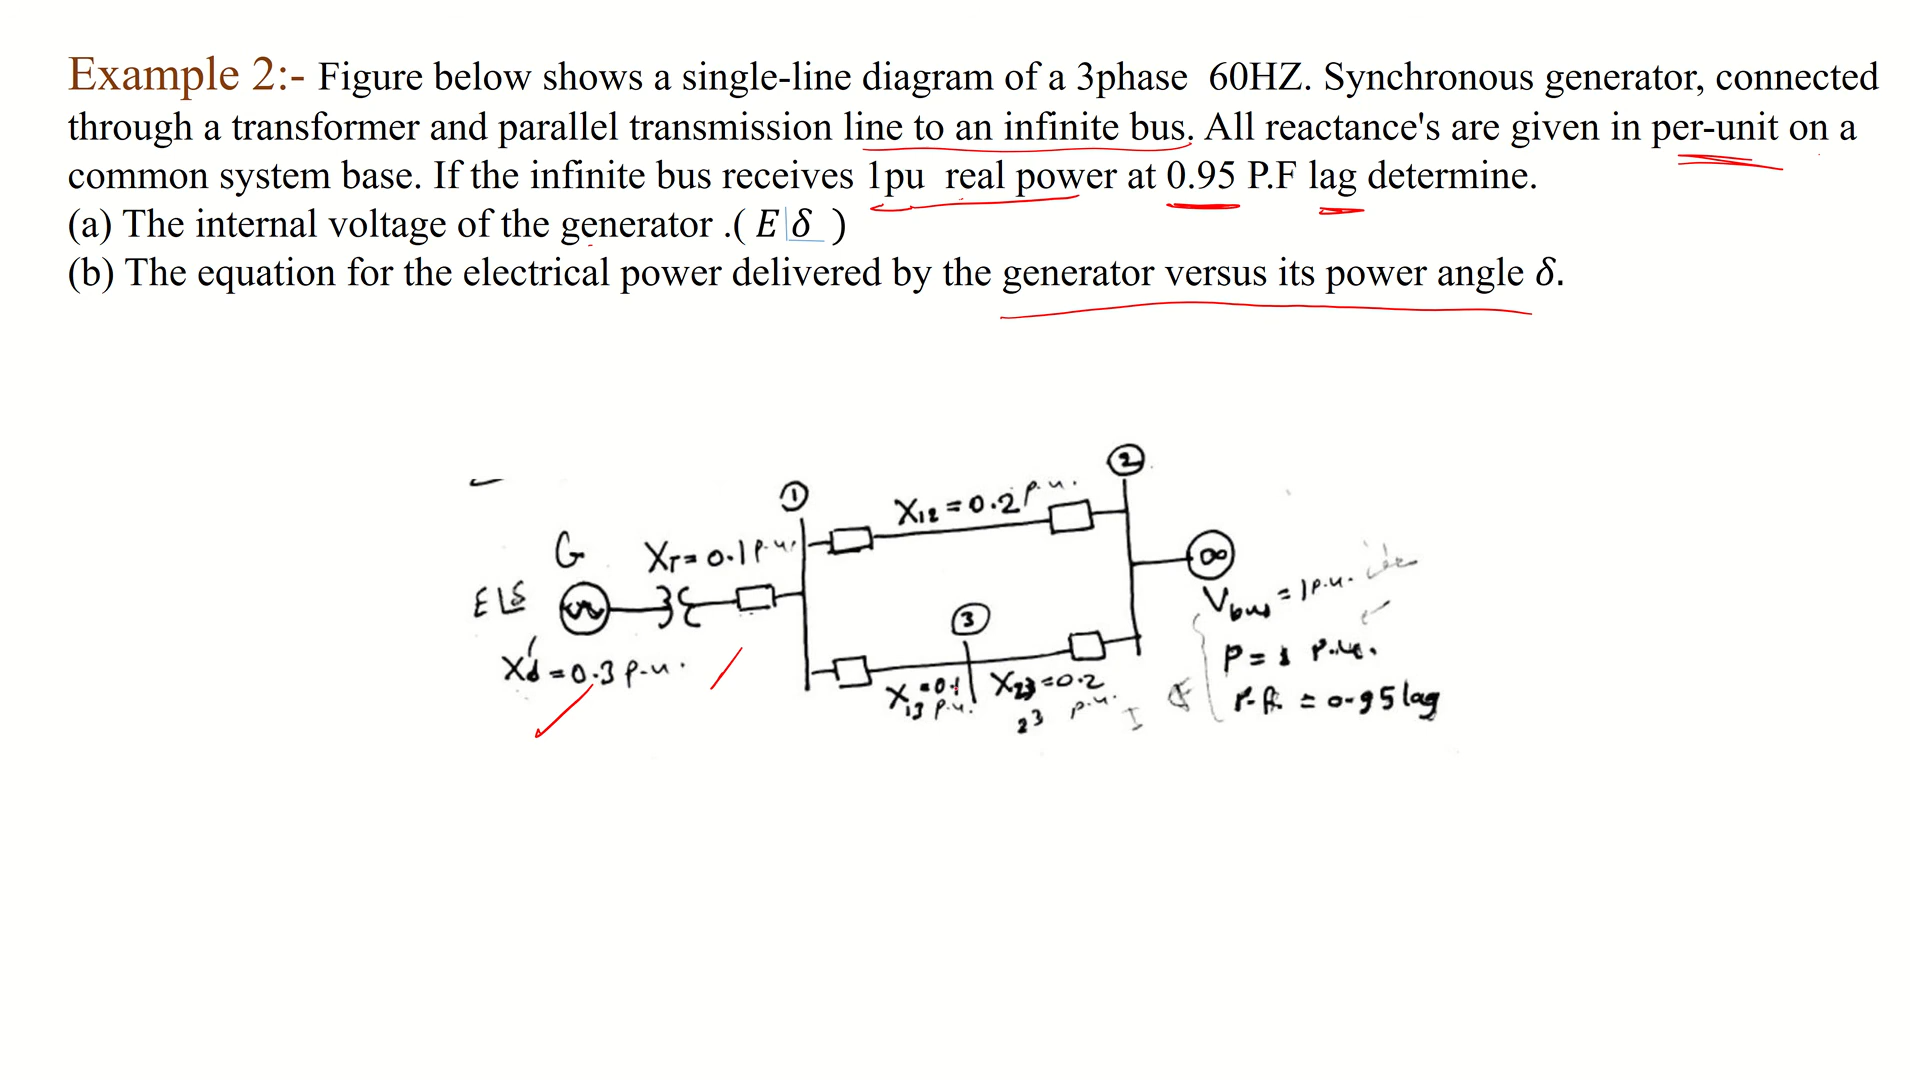 Example 2:- Figure below shows a single-line diagram of a 3phase 60HZ. Synchronous generator, connected
through a transformer and parallel transmission line to an infinite bus. All reactance's are given in per-unit on a
common system base. If the infinite bus receives 1pu real power at 0.95 P.F lag determine.
(a) The internal voltage of the generator .( E|δ )
(b) The equation for the electrical power delivered by the generator versus its power angle δ.
②
①
X12 = 0.2 p.u.
G
XT = 0.1 p.u.
∞
E∠δ
Vbus = 1 p.u.
③
X'd = 0.3 p.u.
P = 1 p.u.
X13 = 0.1 p.u.
X23 = 0.2 p.u.
23
P.F. = 0.95 lag